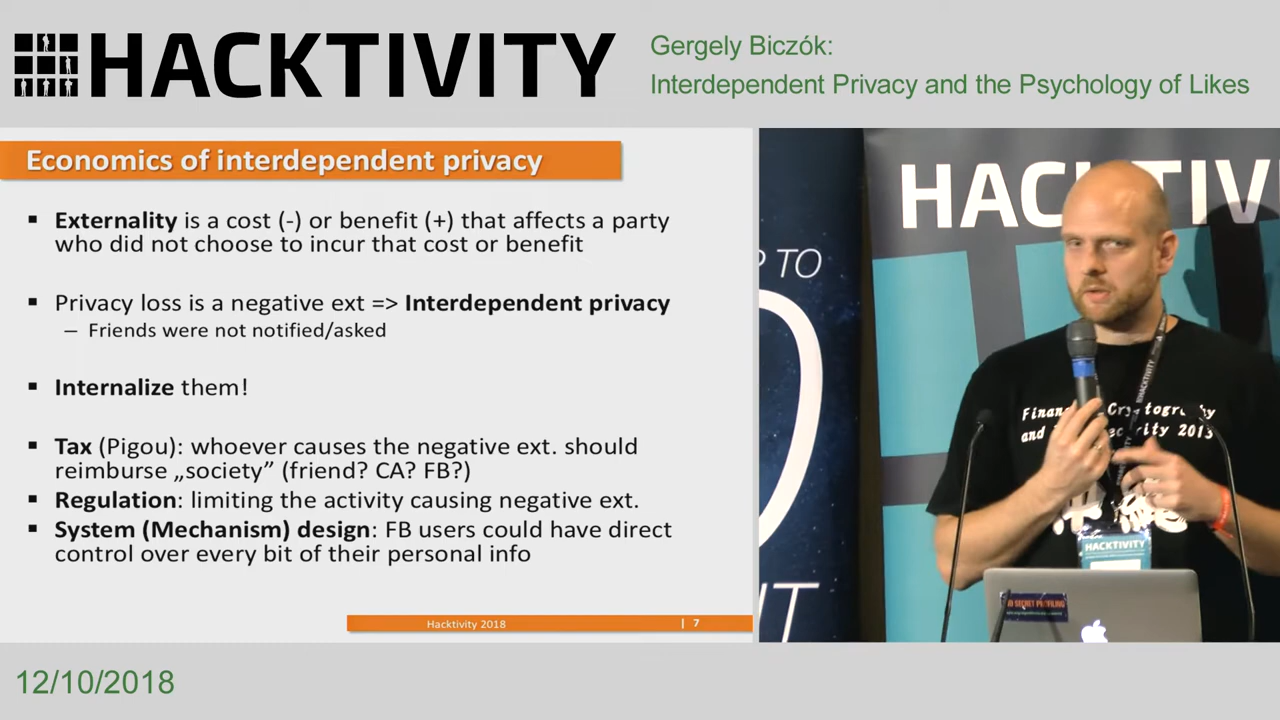 HACKTIVITY
Gergely Biczók:
Interdependent Privacy and the Psychology of Likes
Economics of interdependent privacy
▪ Externality is a cost (-) or benefit (+) that affects a party
who did not choose to incur that cost or benefit
▪ Privacy loss is a negative ext => Interdependent privacy
– Friends were not notified/asked
▪ Internalize them!
▪ Tax (Pigou): whoever causes the negative ext. should
reimburse „society” (friend? CA? FB?)
▪ Regulation: limiting the activity causing negative ext.
▪ System (Mechanism) design: FB users could have direct
control over every bit of their personal info
Hacktivity 2018 | 7
HACKTIV
TO
HACKTIVITY
12/10/2018